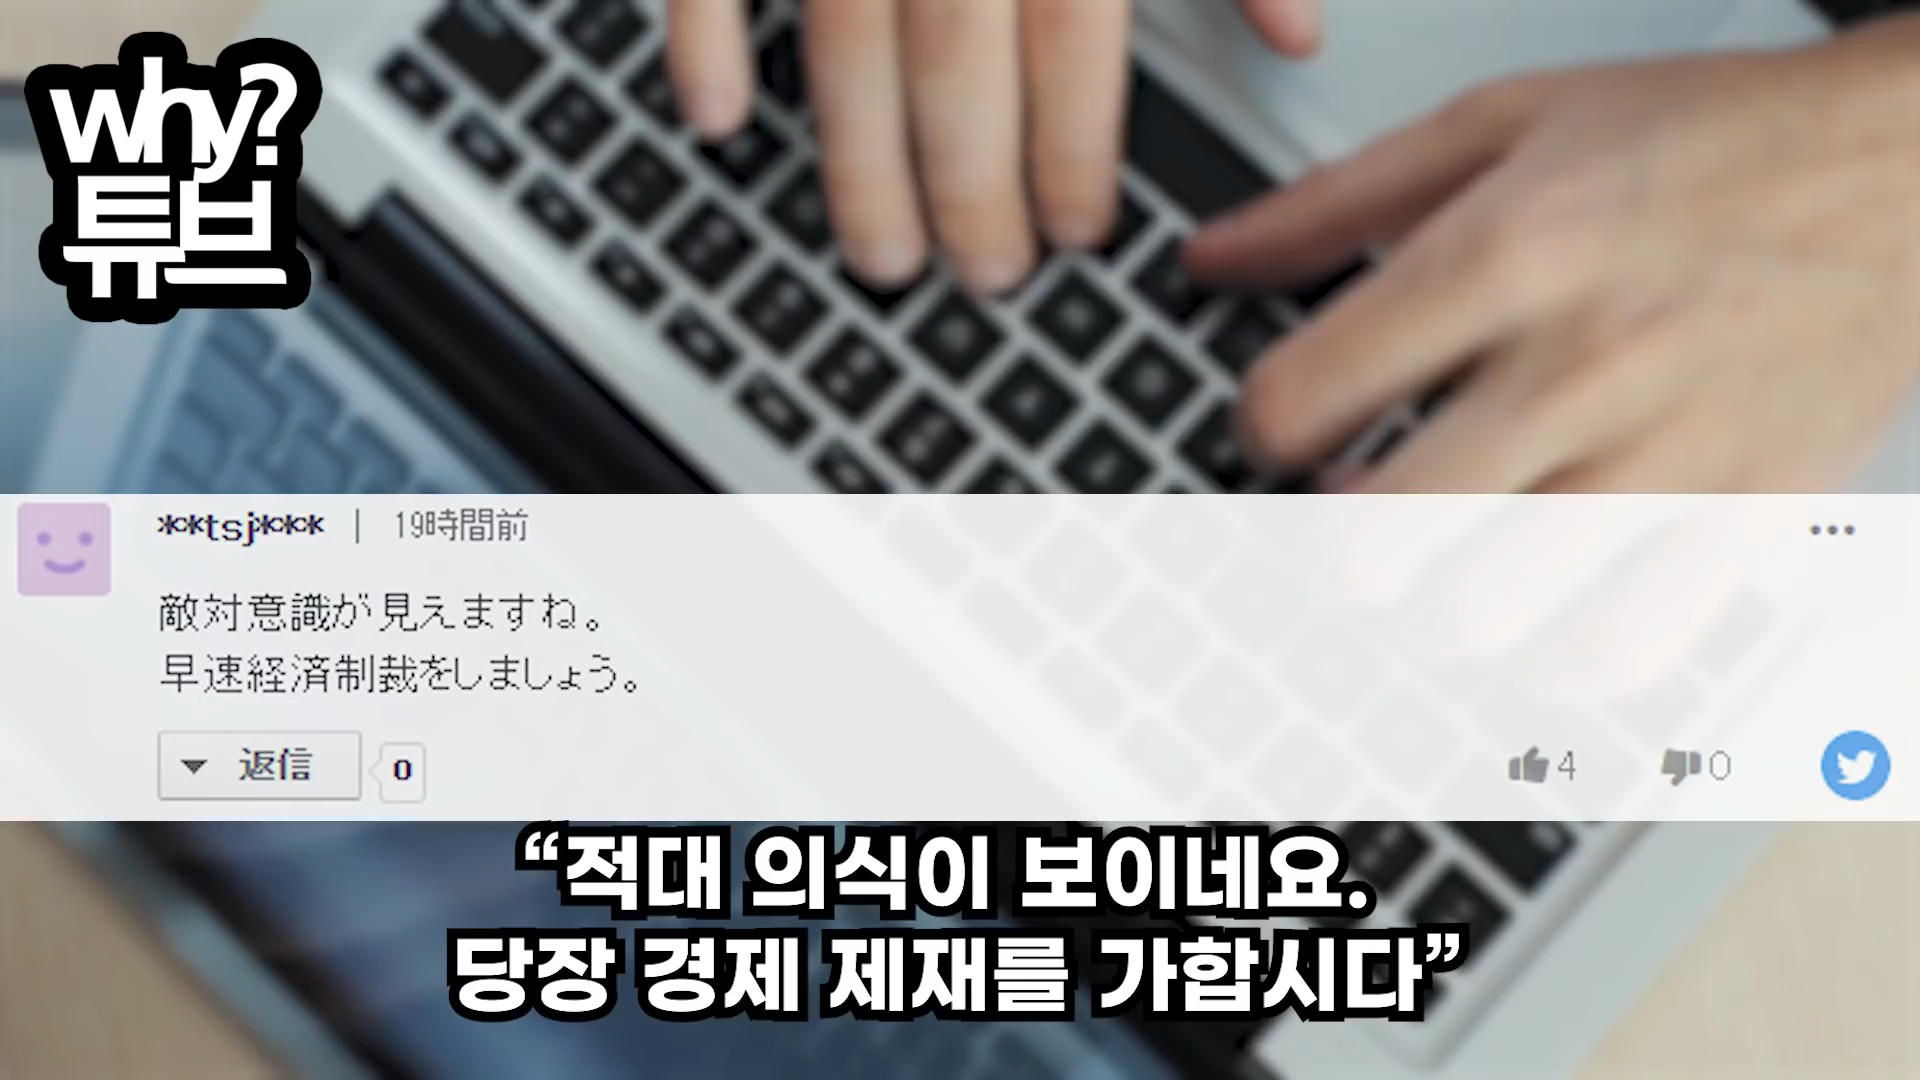 why?
튜브
**tsj*** | 19時間前
敵対意識が見えますね。
早速経済制裁をしましょう。
返信 0
4 0
“적대 의식이 보이네요.
당장 경제 제재를 가합시다”